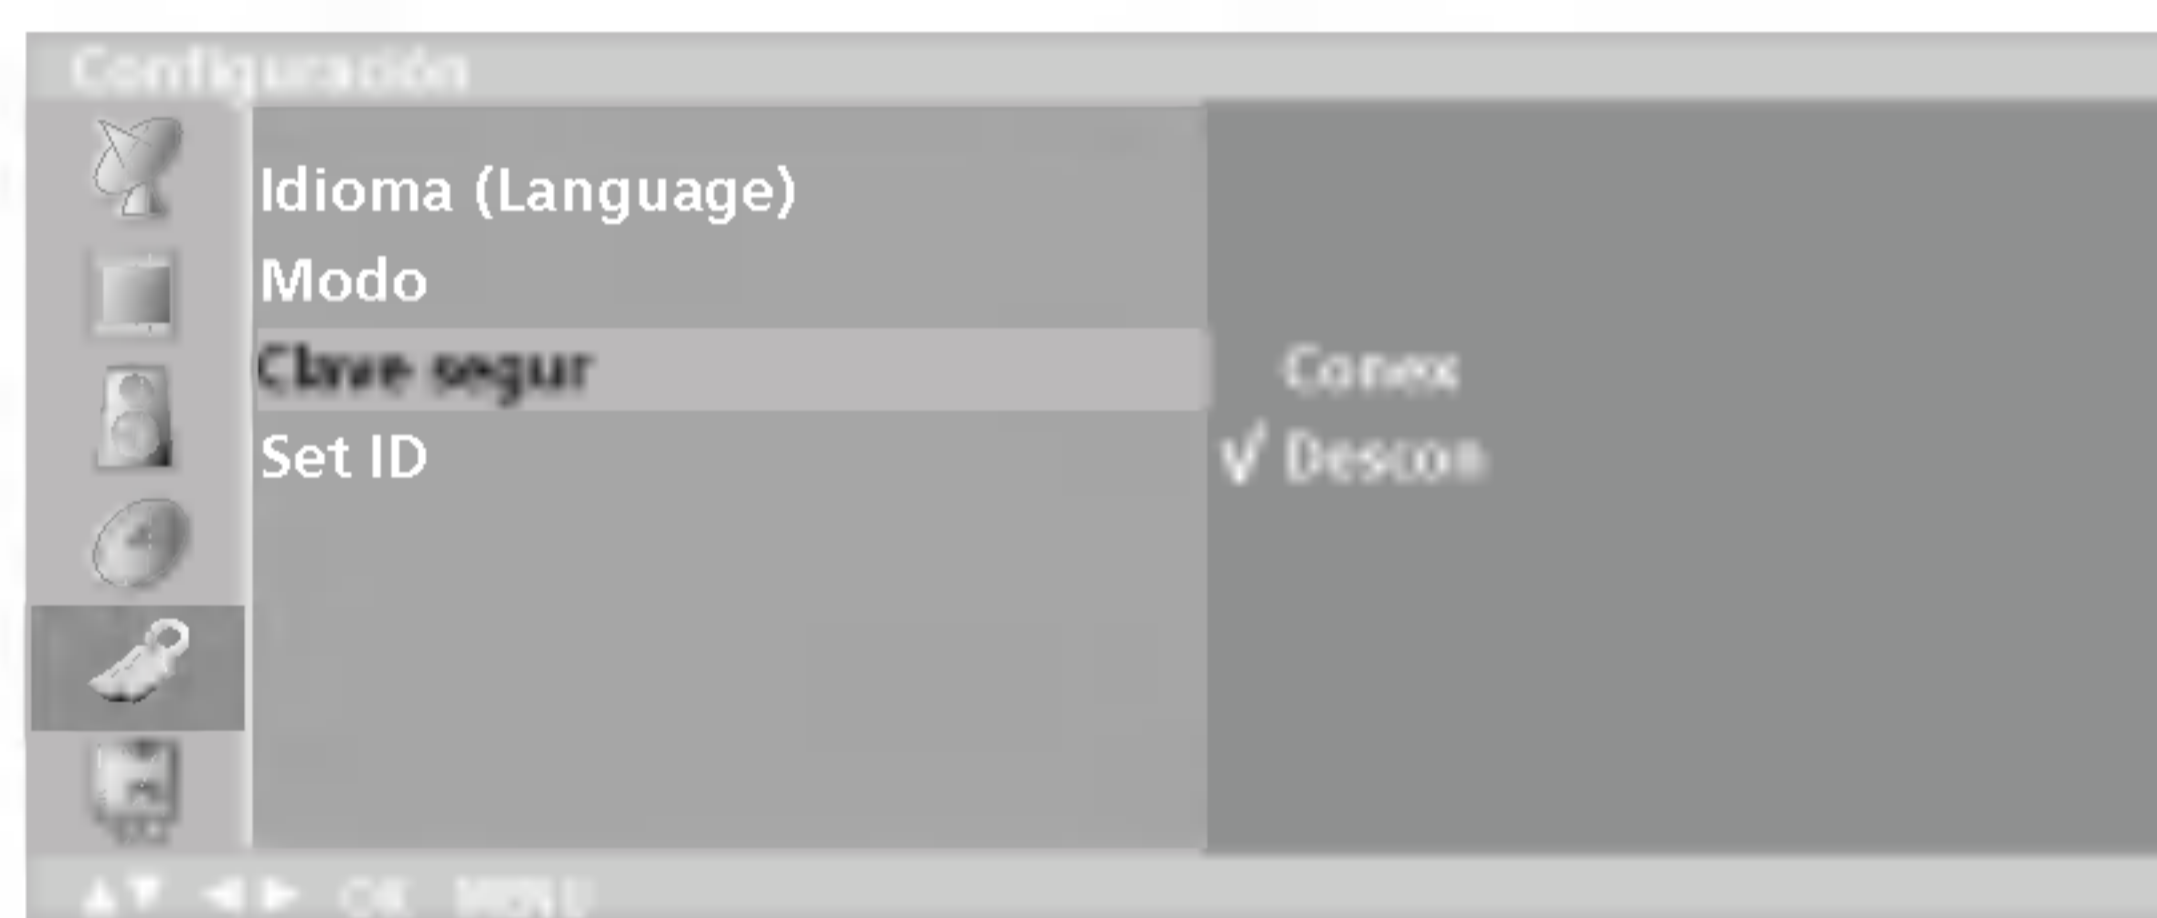 Configuración
Idioma (Language)
Modo
Clave segur
Conex
Set ID
√ Descon
▲▼ ◀▶ OK MENU